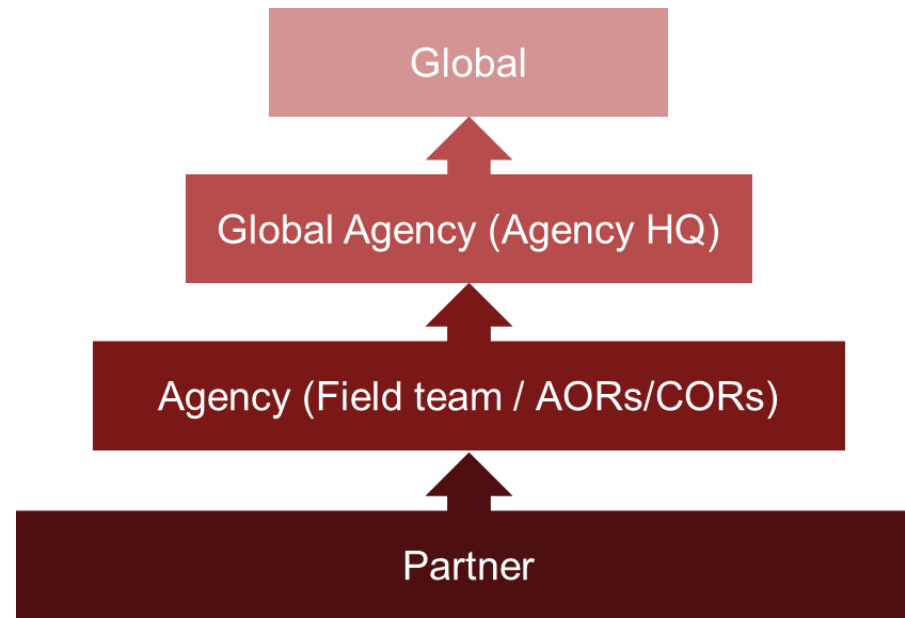 Global
Global Agency (Agency HQ)
Agency (Field team / AORs/CORs)
Partner